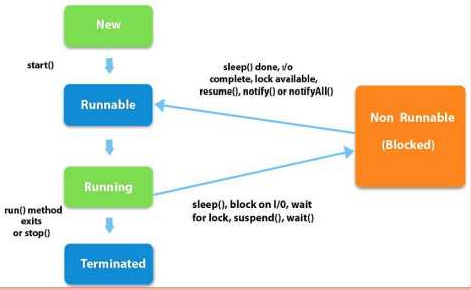 New
start()
sleep() done, i/o
complete, lock available,
resume(), notify() or notifyAll()
Runnable
Non Runnable
(Blocked)
Running
sleep(), block on I/0, wait
for lock, suspend(), wait()
run() method
exits
or stop()
Terminated